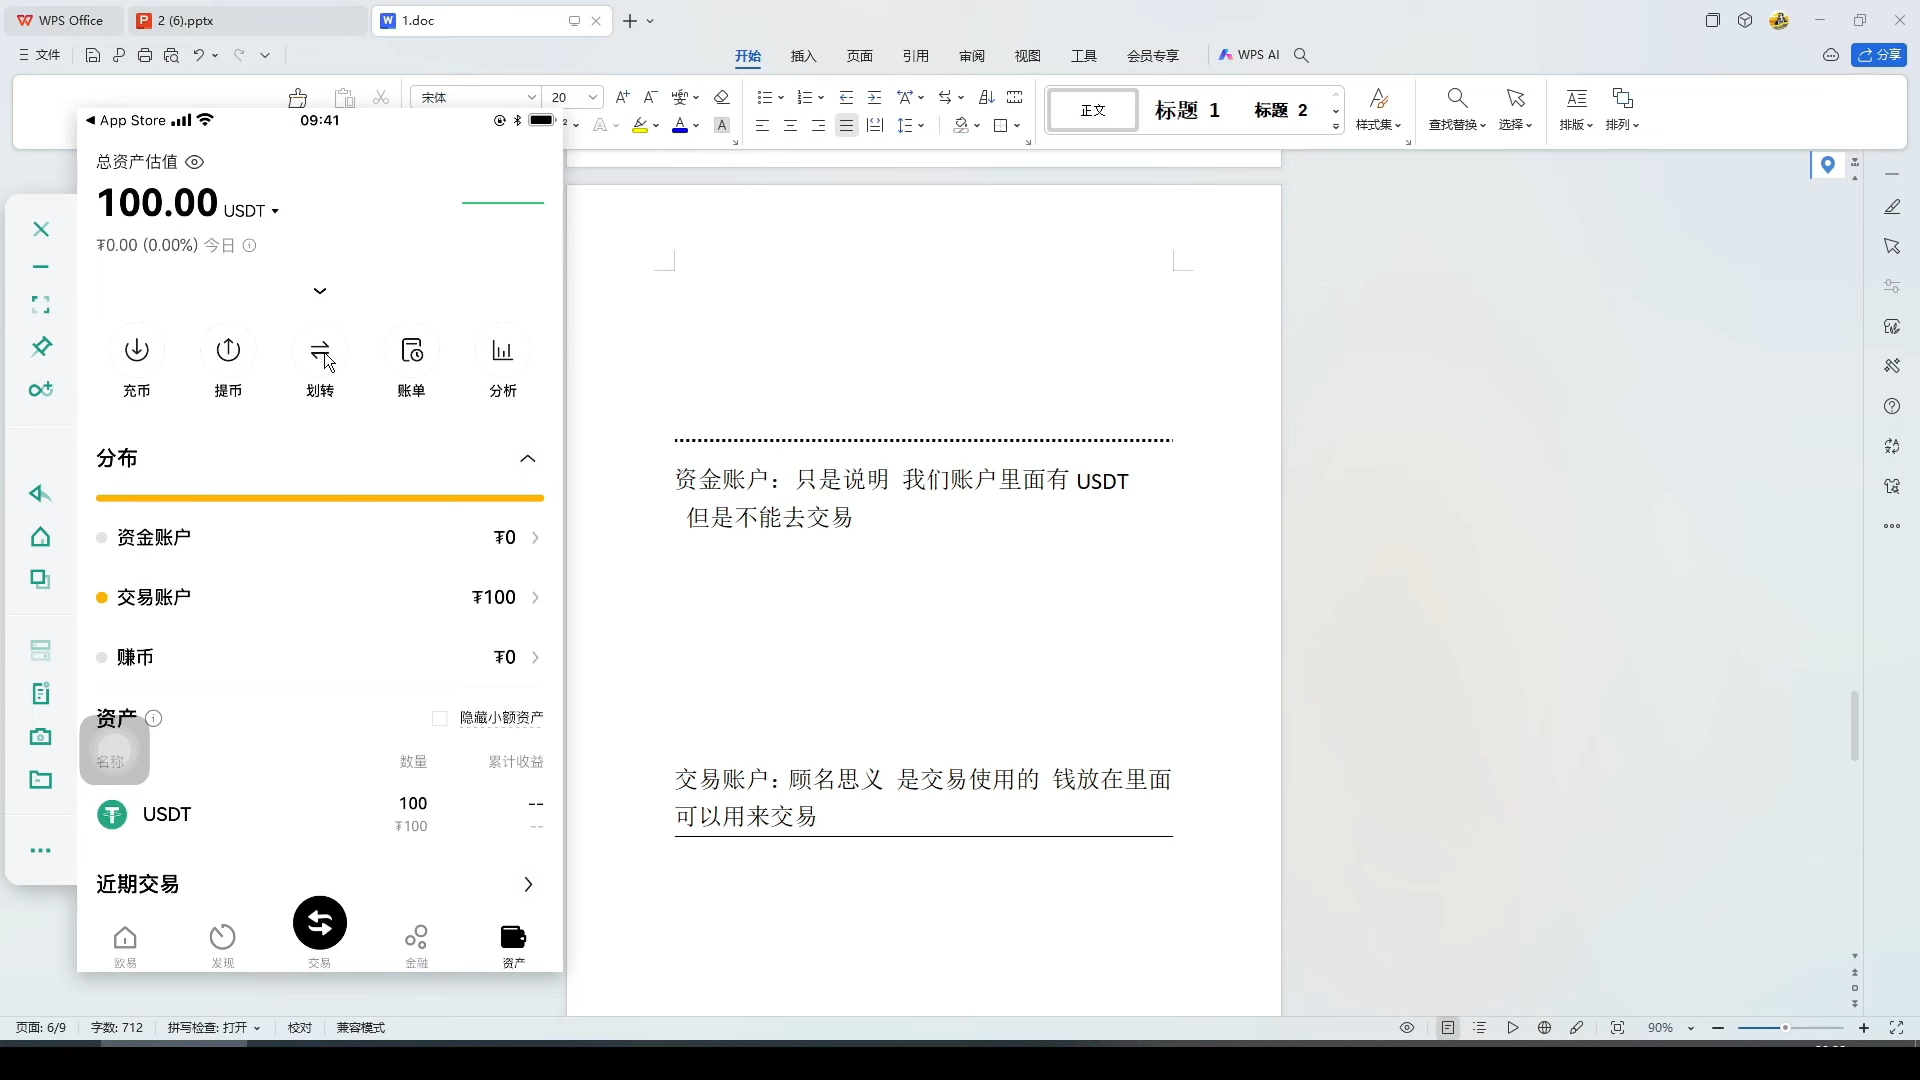 WPS Office
2 (6).pptx
1.doc
文件
开始
插入
页面
引用
审阅
视图
工具
会员专享
WPS AI
分享
宋体
20
正文
标题 1
标题 2
样式集
查找替换
选择
排版
排列
App Store
09:41
总资产估值
100.00 USDT
₮0.00 (0.00%) 今日
充币
提币
划转
账单
分析
分布
资金账户
₮0
交易账户
₮100
赚币
₮0
资产
隐藏小额资产
名称
数量
累计收益
USDT
100
--
₮100
--
近期交易
欧易
发现
交易
金融
资产
资金账户：只是说明 我们账户里面有 USDT
但是不能去交易
交易账户：顾名思义 是交易使用的 钱放在里面
可以用来交易
页面: 6/9
字数: 712
拼写检查: 打开
校对
兼容模式
90%